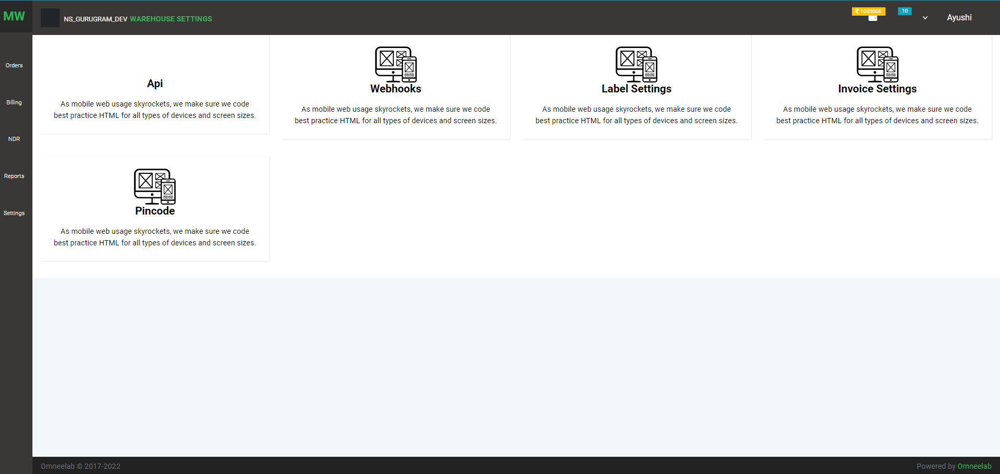 MW
NS_GURUGRAM_DEV WAREHOUSE SETTINGS
₹ 1000000
10
Ayushi
Orders
Billing
NDR
Reports
Settings
Api
As mobile web usage skyrockets, we make sure we code
best practice HTML for all types of devices and screen sizes.
Webhooks
As mobile web usage skyrockets, we make sure we code
best practice HTML for all types of devices and screen sizes.
Label Settings
As mobile web usage skyrockets, we make sure we code
best practice HTML for all types of devices and screen sizes.
Invoice Settings
As mobile web usage skyrockets, we make sure we code
best practice HTML for all types of devices and screen sizes.
Pincode
As mobile web usage skyrockets, we make sure we code
best practice HTML for all types of devices and screen sizes.
Omneelab © 2017-2022
Powered by Omneelab